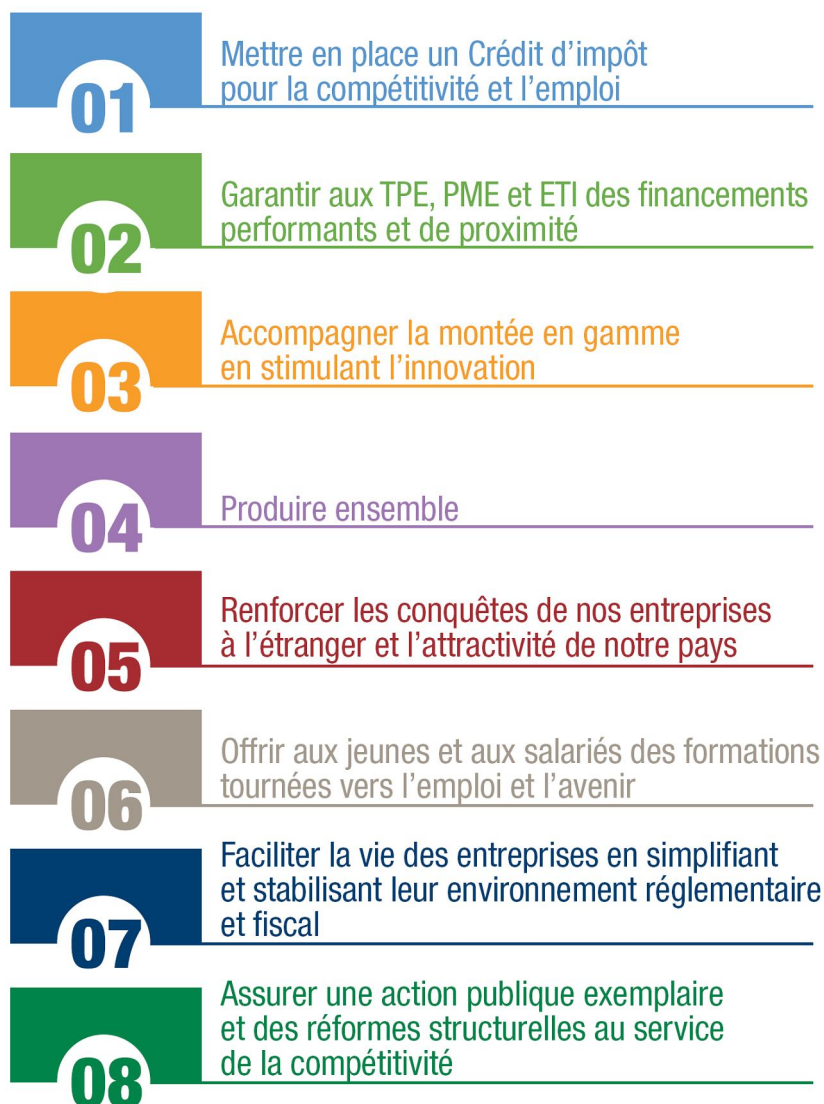 01
Mettre en place un Crédit d’impôt
pour la compétitivité et l’emploi
02
Garantir aux TPE, PME et ETI des financements
performants et de proximité
03
Accompagner la montée en gamme
en stimulant l’innovation
04
Produire ensemble
05
Renforcer les conquêtes de nos entreprises
à l’étranger et l’attractivité de notre pays
06
Offrir aux jeunes et aux salariés des formations
tournées vers l’emploi et l’avenir
07
Faciliter la vie des entreprises en simplifiant
et stabilisant leur environnement réglementaire
et fiscal
08
Assurer une action publique exemplaire
et des réformes structurelles au service
de la compétitivité